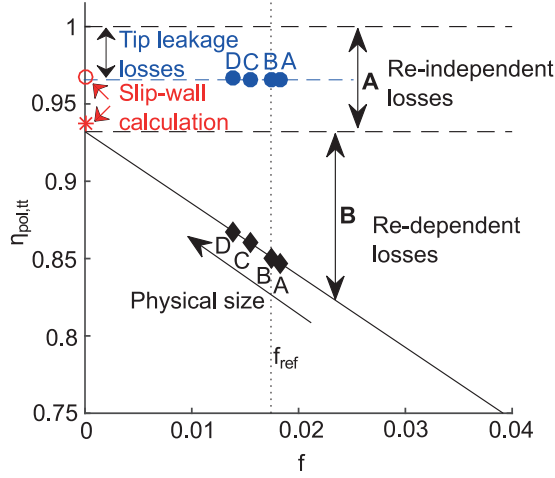 1
Tip leakage
losses
D C B A
A
Re-independent
losses
0.95
Slip-wall
calculation
0.9
B
Re-dependent
losses
η_pol,tt
0.85
D C B A
Physical size
0.8
f_ref
0.75
0 0.01 0.02 0.03 0.04
f